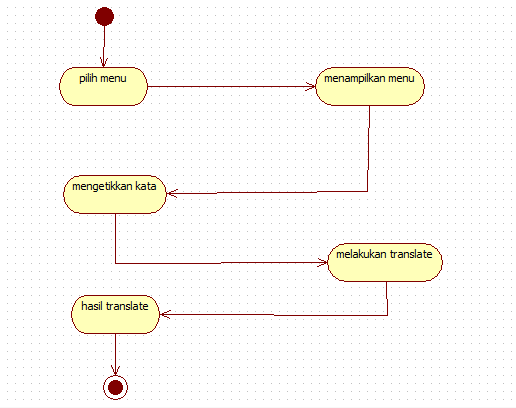 pilih menu
menampilkan menu
mengetikkan kata
melakukan translate
hasil translate